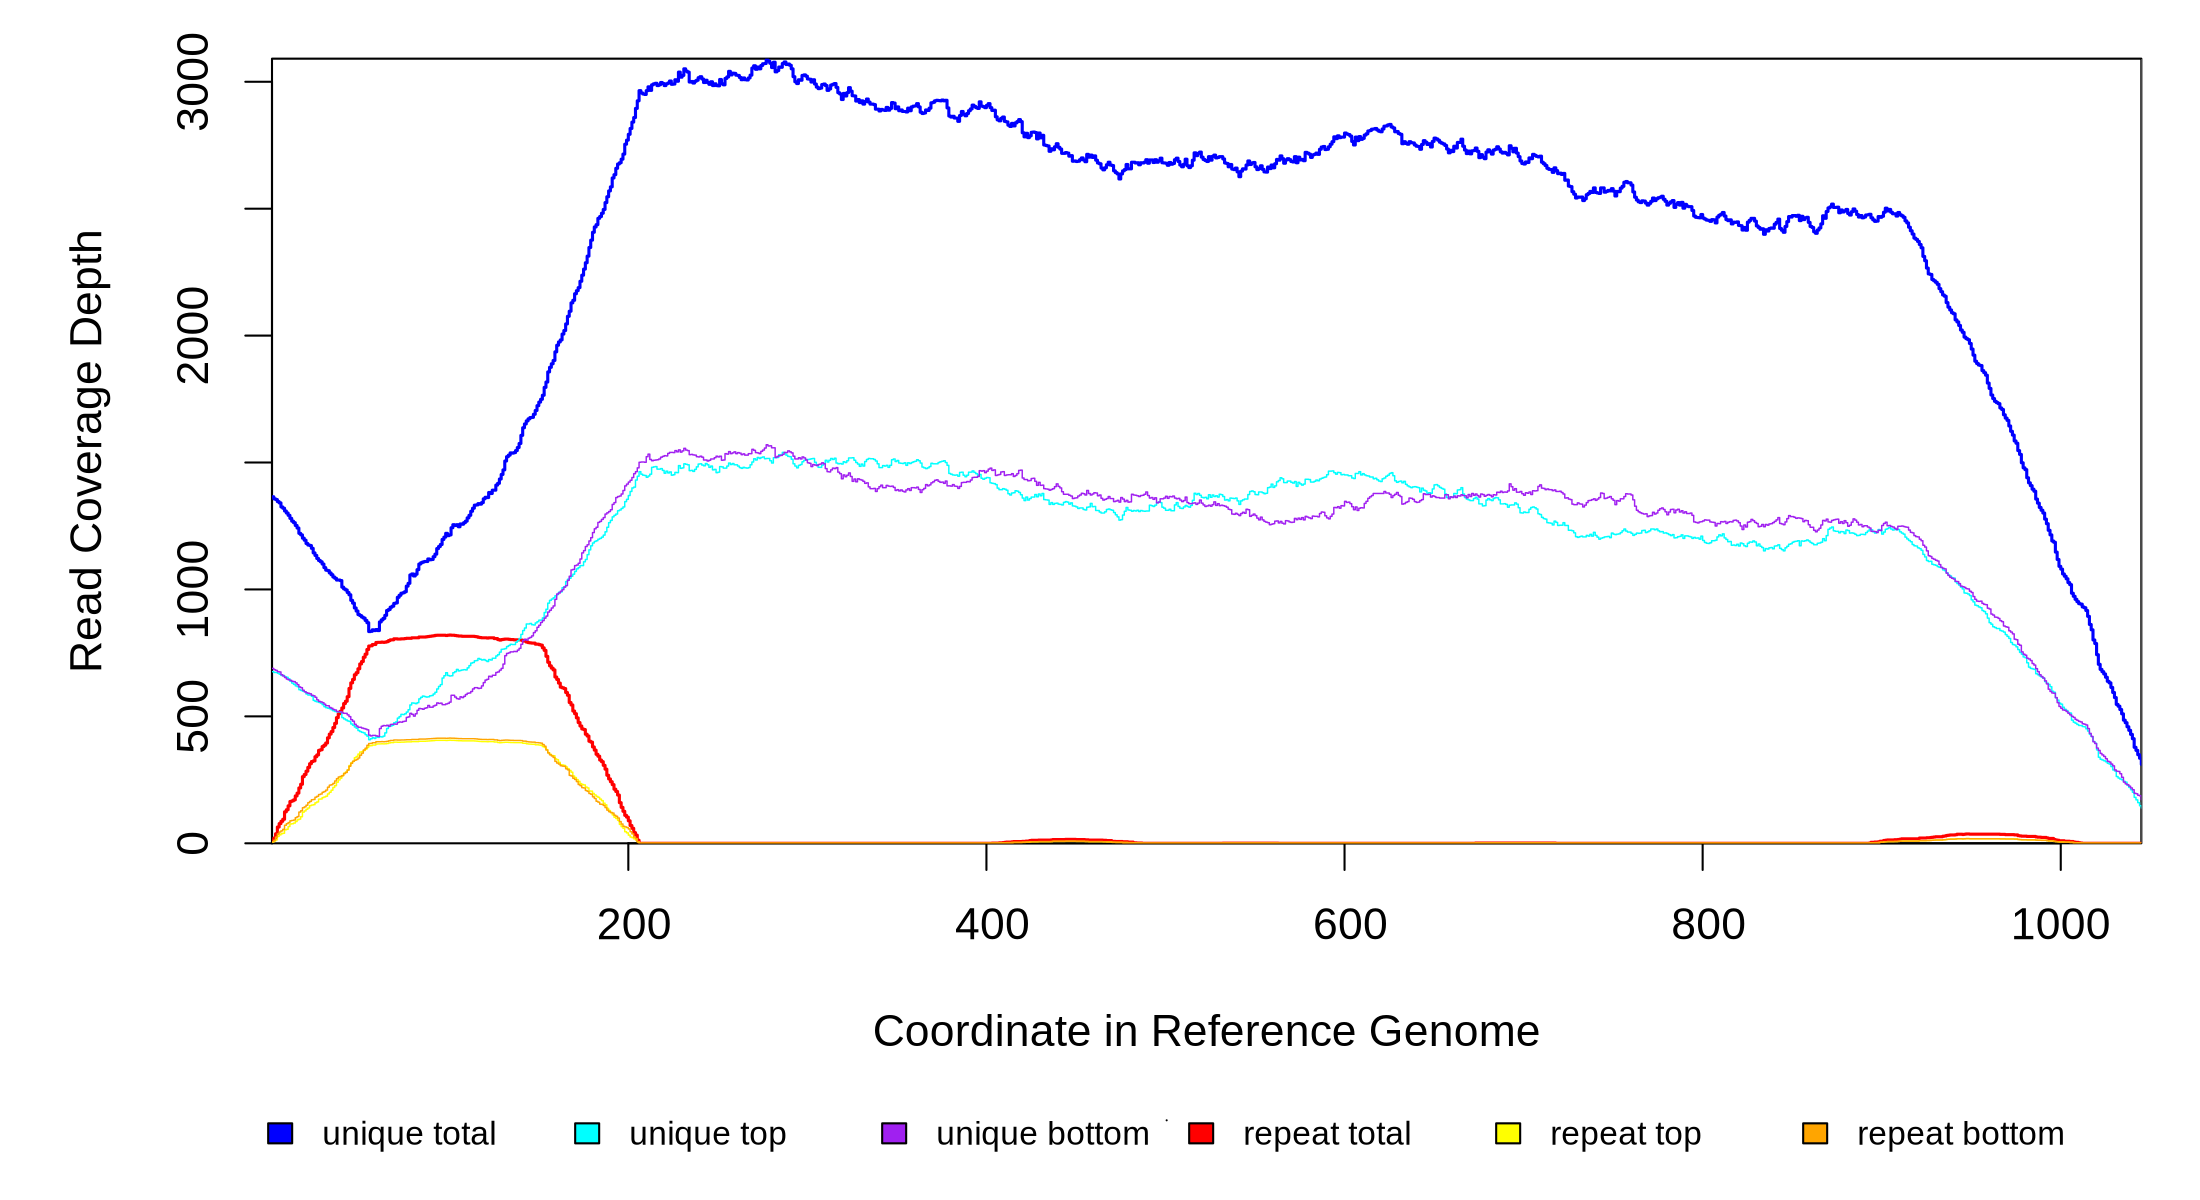 3000
2000
1000
500
0
Read Coverage Depth
200 400 600 800 1000
Coordinate in Reference Genome
unique total unique top unique bottom repeat total repeat top repeat bottom